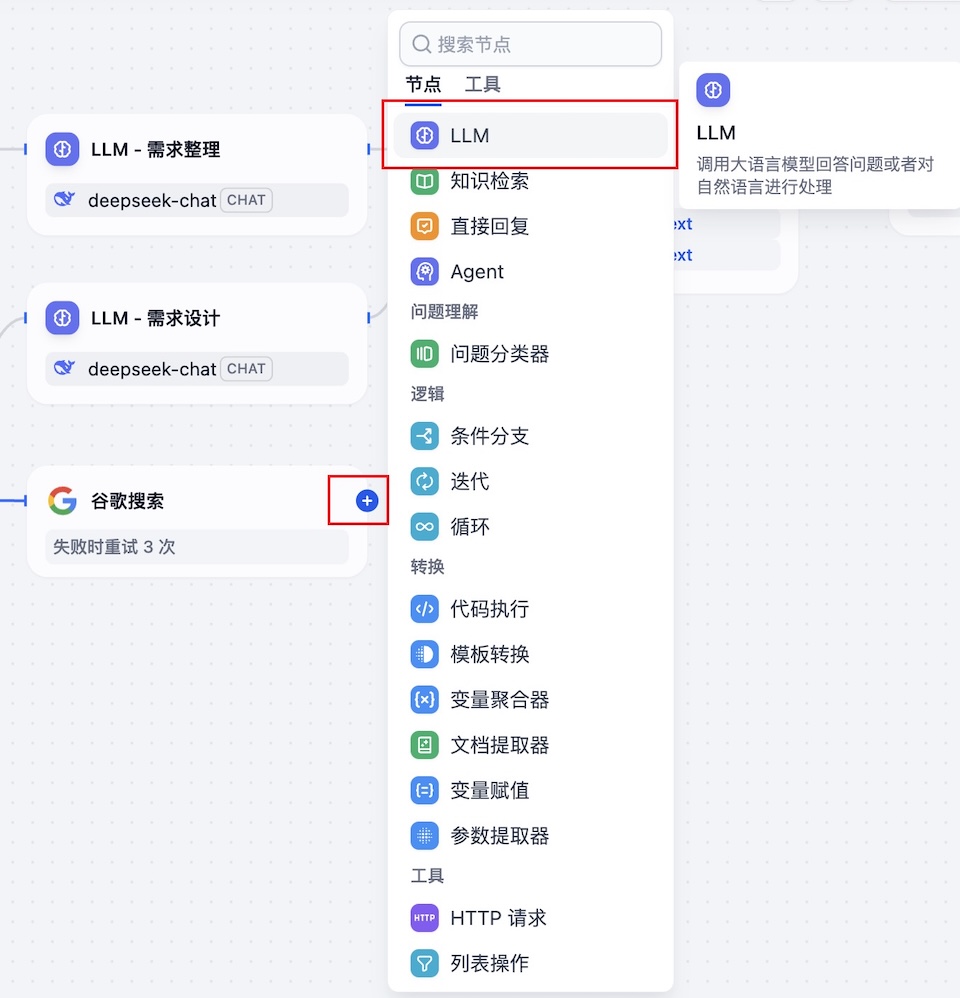 搜索节点
节点 工具
LLM
知识检索
直接回复
Agent
问题理解
问题分类器
逻辑
条件分支
迭代
循环
转换
代码执行
模板转换
变量聚合器
文档提取器
变量赋值
参数提取器
工具
HTTP 请求
列表操作
LLM - 需求整理
deepseek-chat CHAT
LLM - 需求设计
deepseek-chat CHAT
谷歌搜索
失败时重试 3 次
LLM
调用大语言模型回答问题或者对
自然语言进行处理
ext
ext